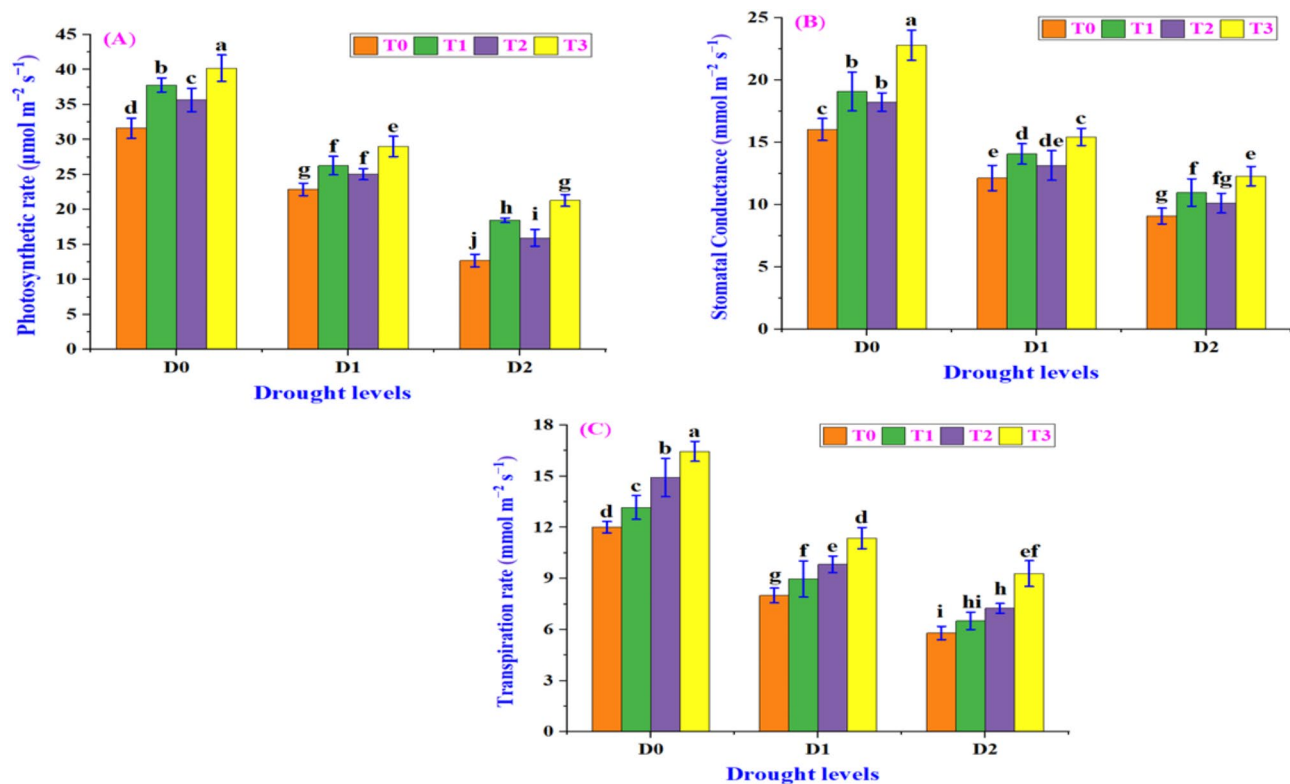 (A)
T0 T1 T2 T3
Photosynthetic rate (µmol m⁻² s⁻¹)
45
40
35
30
25
20
15
10
5
0
d b c a
g f f e
j h i g
D0 D1 D2
Drought levels
(B)
T0 T1 T2 T3
Stomatal Conductance (mmol m⁻² s⁻¹)
25
20
15
10
5
0
c b b a
e d de c
g f fg e
D0 D1 D2
Drought levels
(C)
T0 T1 T2 T3
Transpiration rate (mmol m⁻² s⁻¹)
18
15
12
9
6
3
0
d c b a
g f e d
i hi h ef
D0 D1 D2
Drought levels